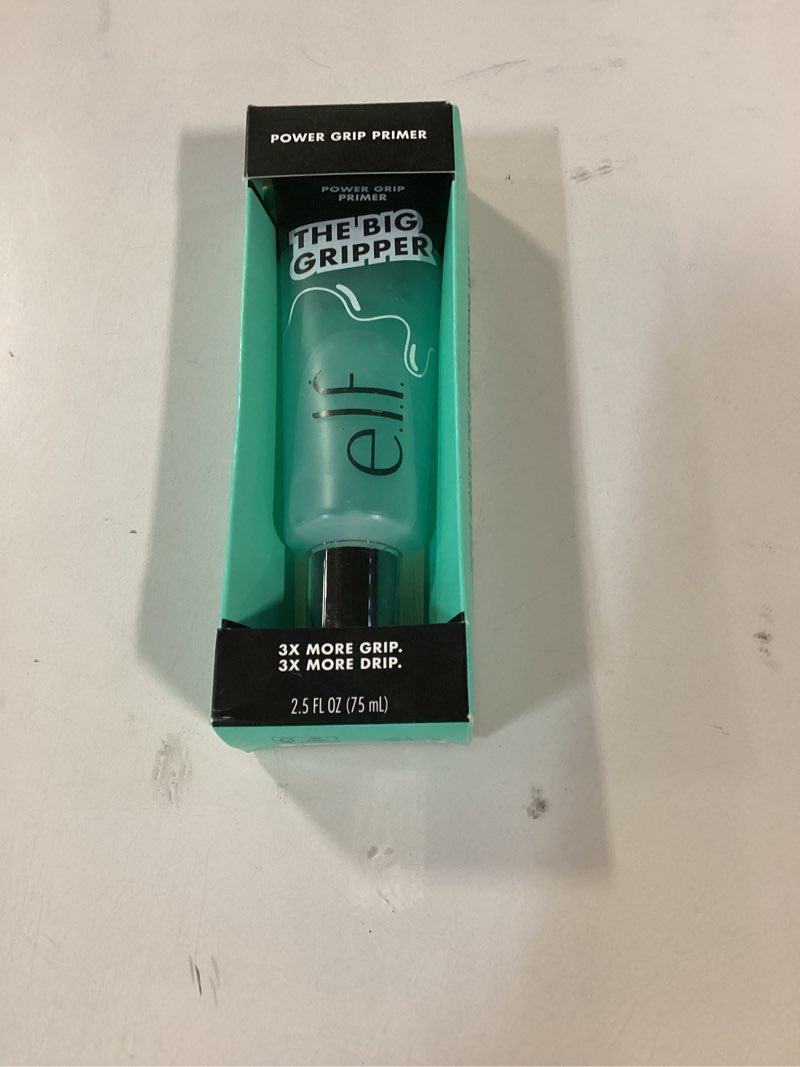 POWER GRIP PRIMER
POWER GRIP
PRIMER
THE BIG
GRIPPER
e.l.f.
3X MORE GRIP.
3X MORE DRIP.
2.5 FL OZ (75 mL)